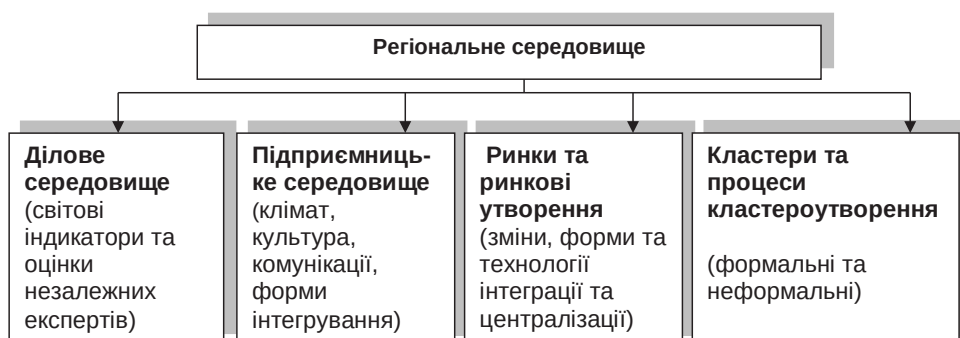 Регіональне середовище
Ділове
середовище
(світові
індикатори та
оцінки
незалежних
експертів)
Підприємниць-
ке середовище
(клімат,
культура,
комунікації,
форми
інтегрування)
Ринки та
ринкові
утворення
(зміни, форми та
технології
інтеграції та
централізації)
Кластери та
процеси
кластероутворення
(формальні та
неформальні)